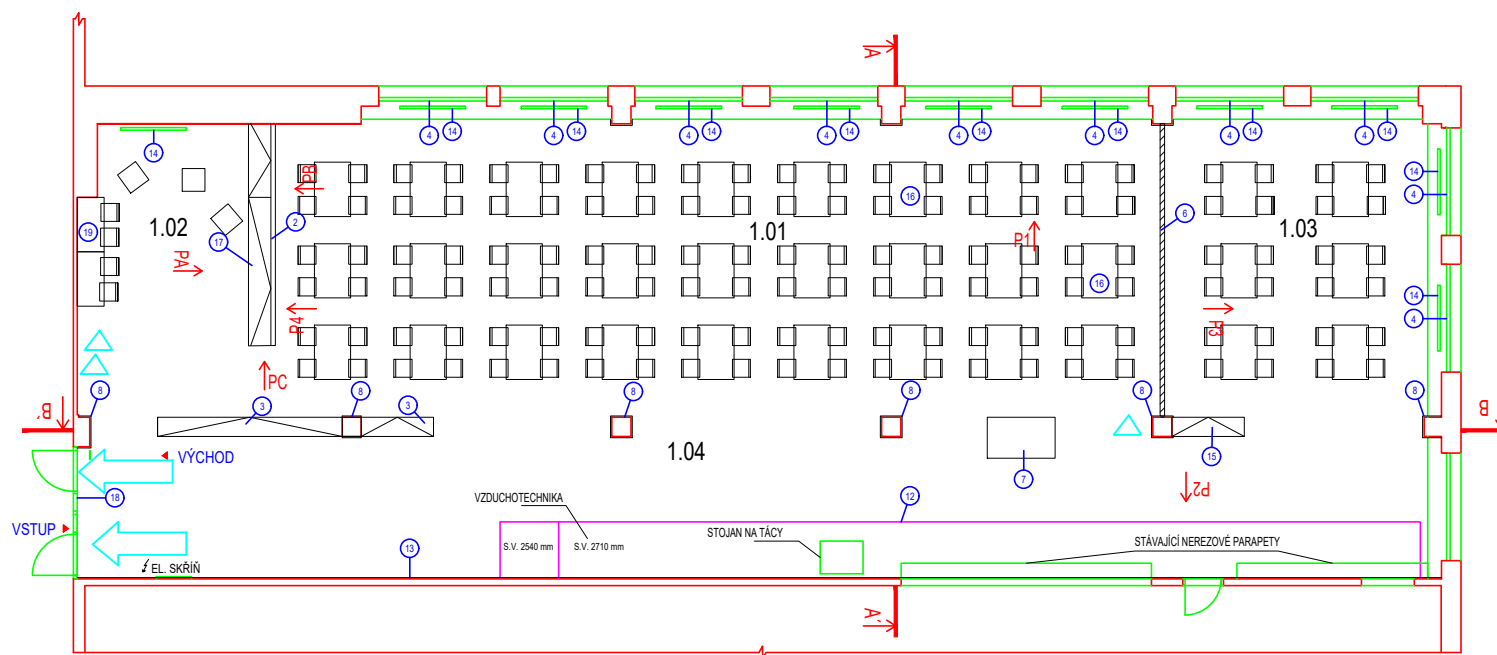 A
4 14 4 14 4 14 4 14 4 14 4 14 4 14 4 14
14
14
4
PB
16
6
19
1.02
17
2
1.01
P1
1.03
PA
16
14
4
P4
P3
PC
8
3
8
3
8
8
8
8
B'
B
1.04
15
7
VÝCHOD
18
P2
VZDUCHOTECHNIKA
12
VSTUP
STOJAN NA TÁCY
S.V. 2540 mm
S.V. 2710 mm
STÁVAJÍCÍ NEREZOVÉ PARAPETY
13
EL. SKŘÍŇ
A'